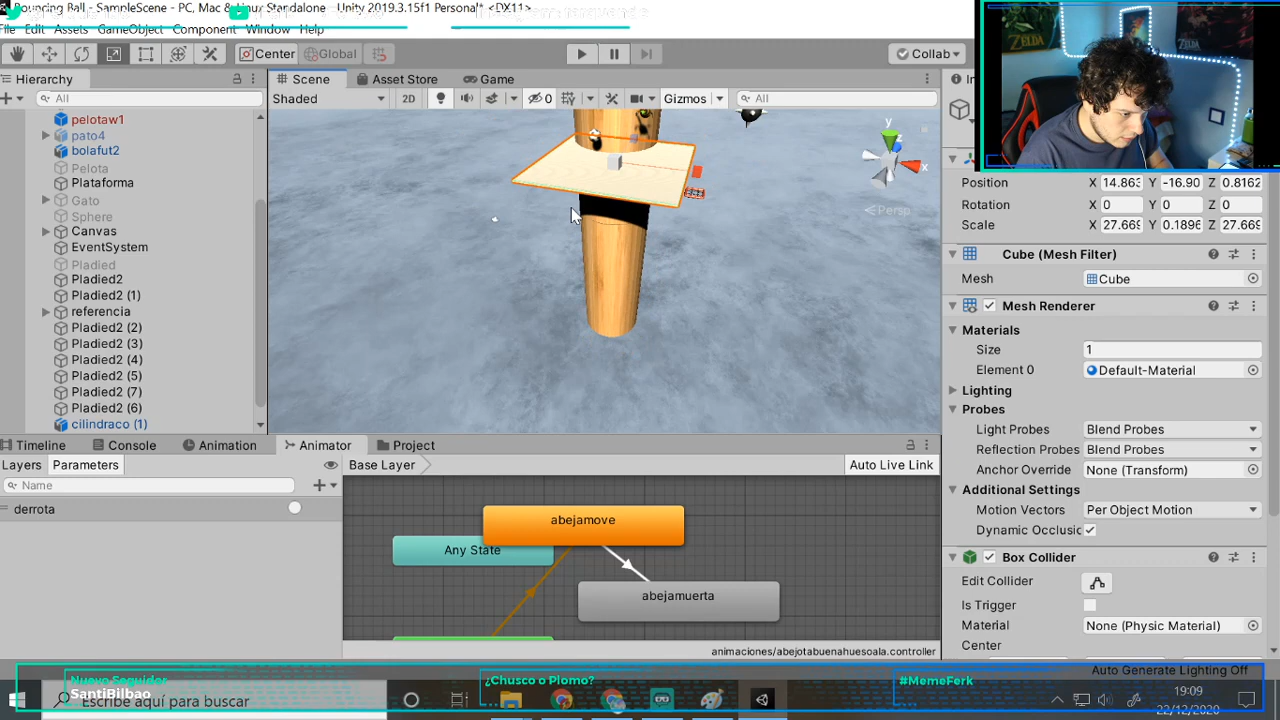 Bouncing Ball - SampleScene - PC, Mac & Linux Standalone - Unity 2019.3.15f1 Personal* <DX11>
File Edit Assets GameObject Component Window Help
Center Global Collab
Hierarchy
All
pelotaw1
pato4
bolafut2
Pelota
Plataforma
Gato
Sphere
Canvas
EventSystem
Pladied
Pladied2
Pladied2 (1)
referencia
Pladied2 (2)
Pladied2 (3)
Pladied2 (4)
Pladied2 (5)
Pladied2 (7)
Pladied2 (6)
cilindraco (1)
Scene Asset Store Game
Shaded 2D 0 Gizmos All
y
x
z
Persp
ZELDA
Position X 14.863 Y -16.90 Z 0.8162
Rotation X 0 Y 0 Z 0
Scale X 27.669 Y 0.1896 Z 27.669
Cube (Mesh Filter)
Mesh Cube
Mesh Renderer
Materials
Size 1
Element 0 Default-Material
Lighting
Probes
Light Probes Blend Probes
Reflection Probes Blend Probes
Anchor Override None (Transform)
Additional Settings
Motion Vectors Per Object Motion
Dynamic Occlusic
Box Collider
Edit Collider
Is Trigger
Material None (Physic Material)
Center
Auto Generate Lighting Off
Timeline Console Animation Animator Project
Layers Parameters
Name
derrota
Base Layer Auto Live Link
abejamove
Any State
abejamuerta
animaciones/abejotabuenahuesoala.controller
Nuevo Seguidor
SantiBilbao
¿Chusco o Plomo?
#MemeFerk
Escribe aquí para buscar
19:09
22/12/2020